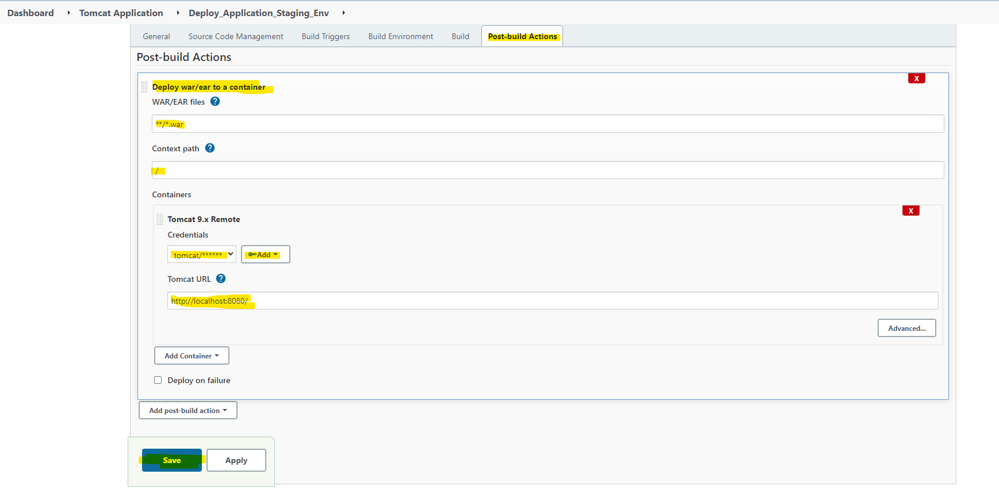 Dashboard Tomcat Application Deploy_Application_Staging_Env
General Source Code Management Build Triggers Build Environment Build Post-build Actions
Post-build Actions
X
Deploy war/ear to a container
WAR/EAR files ?
**/*.war
Context path ?
/
Containers
X
Tomcat 9.x Remote
Credentials
tomcat/****** Add
Tomcat URL ?
http://localhost:8080/
Advanced...
Add Container
Deploy on failure
Add post-build action
Save Apply